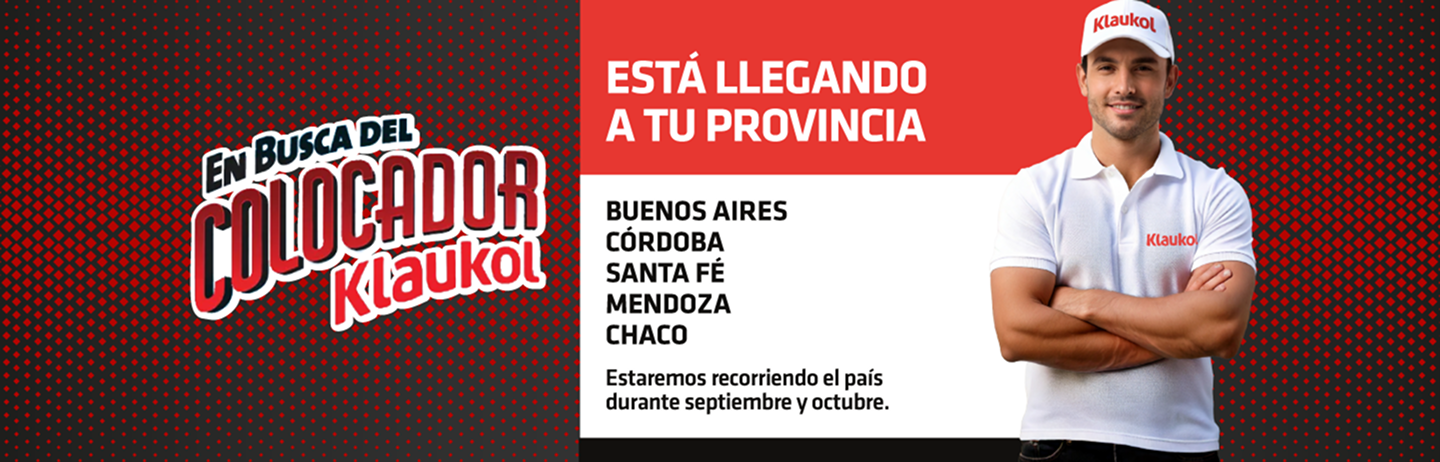 EN BUSCA DEL
COLOCADOR
Klaukol
ESTÁ LLEGANDO
A TU PROVINCIA
BUENOS AIRES
CÓRDOBA
SANTA FÉ
MENDOZA
CHACO
Estaremos recorriendo el país
durante septiembre y octubre.
Klaukol
Klaukol